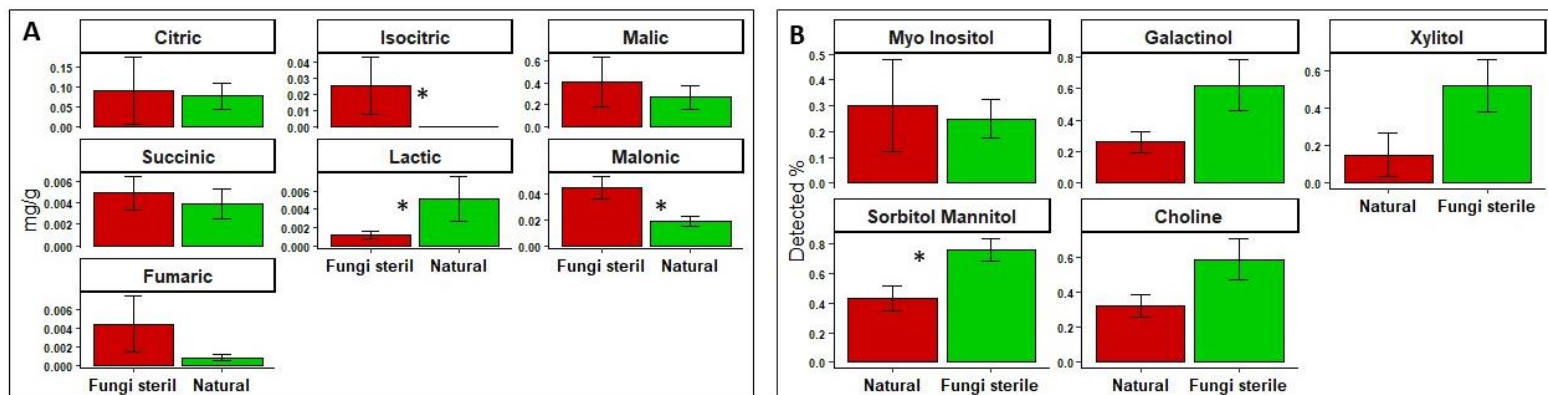 A
Citric
Isocitric
Malic
0.15
0.10
0.05
0.00
0.04
0.03
0.02
0.01
0.00
0.6
0.4
0.2
0.0
Succinic
Lactic
Malonic
mg/g
0.006
0.004
0.002
0.000
*
0.006
0.004
0.002
0.000
*
0.04
0.02
0.00
*
Fungi steril Natural
Fungi steril Natural
Fumaric
0.006
0.004
0.002
0.000
Fungi steril Natural
B
Myo Inositol
Galactinol
Xylitol
0.5
0.4
0.3
0.2
0.1
0.0
0.8
0.6
0.4
0.2
0.0
0.6
0.4
0.2
0.0
Natural Fungi sterile
Detected %
Sorbitol Mannitol
Choline
0.8
0.6
0.4
0.2
0.0
*
0.6
0.4
0.2
0.0
Natural Fungi sterile
Natural Fungi sterile